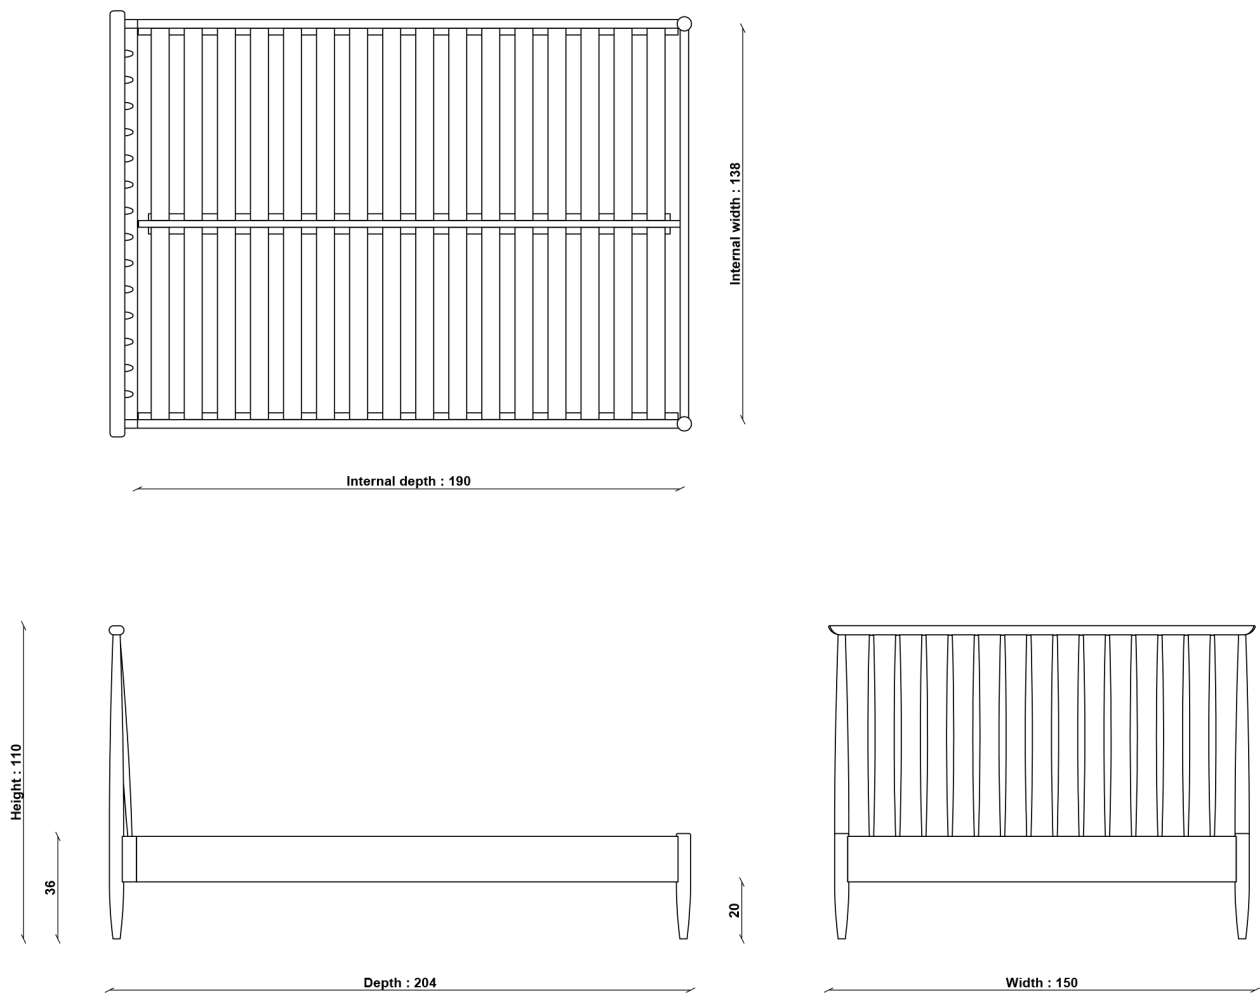 Internal width : 138
Internal depth : 190
Height : 110
36
20
Depth : 204
Width : 150